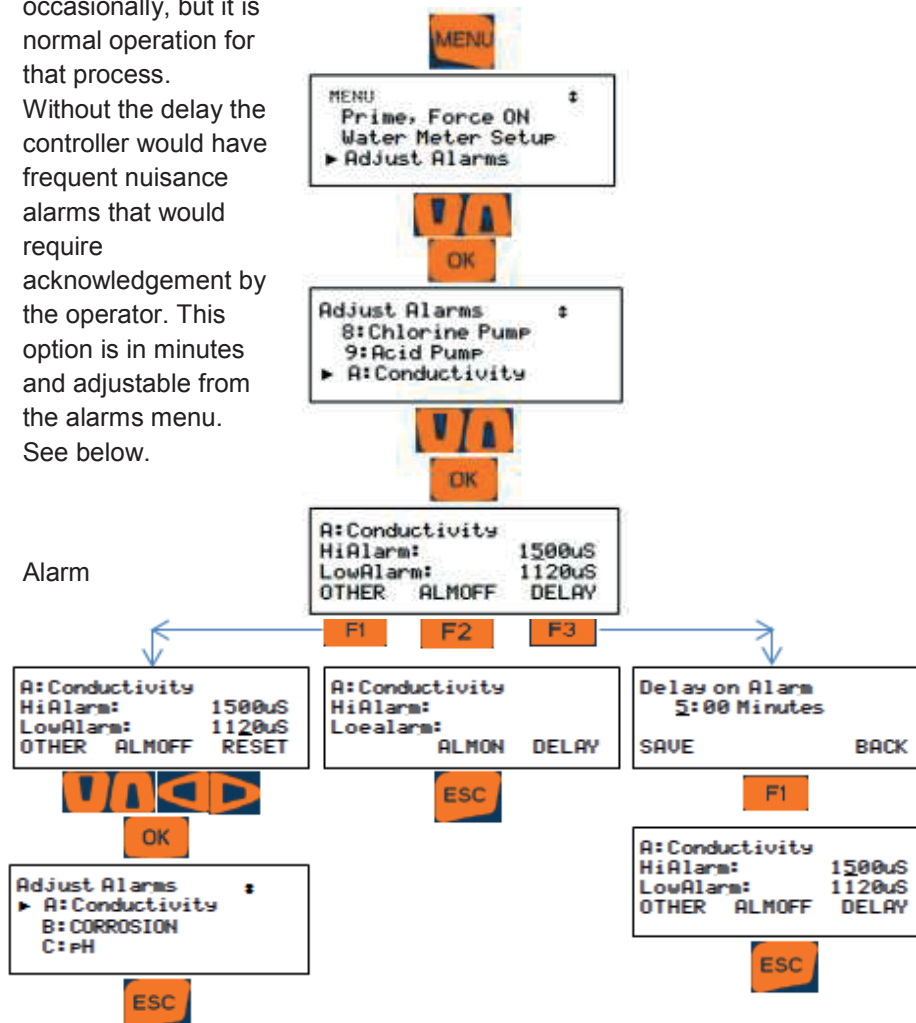 occasionally, but it is
normal operation for
that process.
Without the delay the
controller would have
frequent nuisance
alarms that would
require
acknowledgement by
the operator. This
option is in minutes
and adjustable from
the alarms menu.
See below.
Alarm
MENU
MENU
Prime, Force ON
Water Meter Setup
Adjust Alarms
OK
Adjust Alarms
8:Chlorine Pump
9:Acid Pump
A:Conductivity
OK
A:Conductivity
HiAlarm: 1500uS
LowAlarm: 1120uS
OTHER ALMOFF DELAY
F1 F2 F3
A:Conductivity
HiAlarm: 1500uS
LowAlarm: 1120uS
OTHER ALMOFF RESET
OK
Adjust Alarms
A:Conductivity
B:CORROSION
C:pH
ESC
A:Conductivity
HiAlarm:
Loealarm:
ALMON DELAY
ESC
Delay on Alarm
5:00 Minutes
SAVE BACK
F1
A:Conductivity
HiAlarm: 1500uS
LowAlarm: 1120uS
OTHER ALMOFF DELAY
ESC